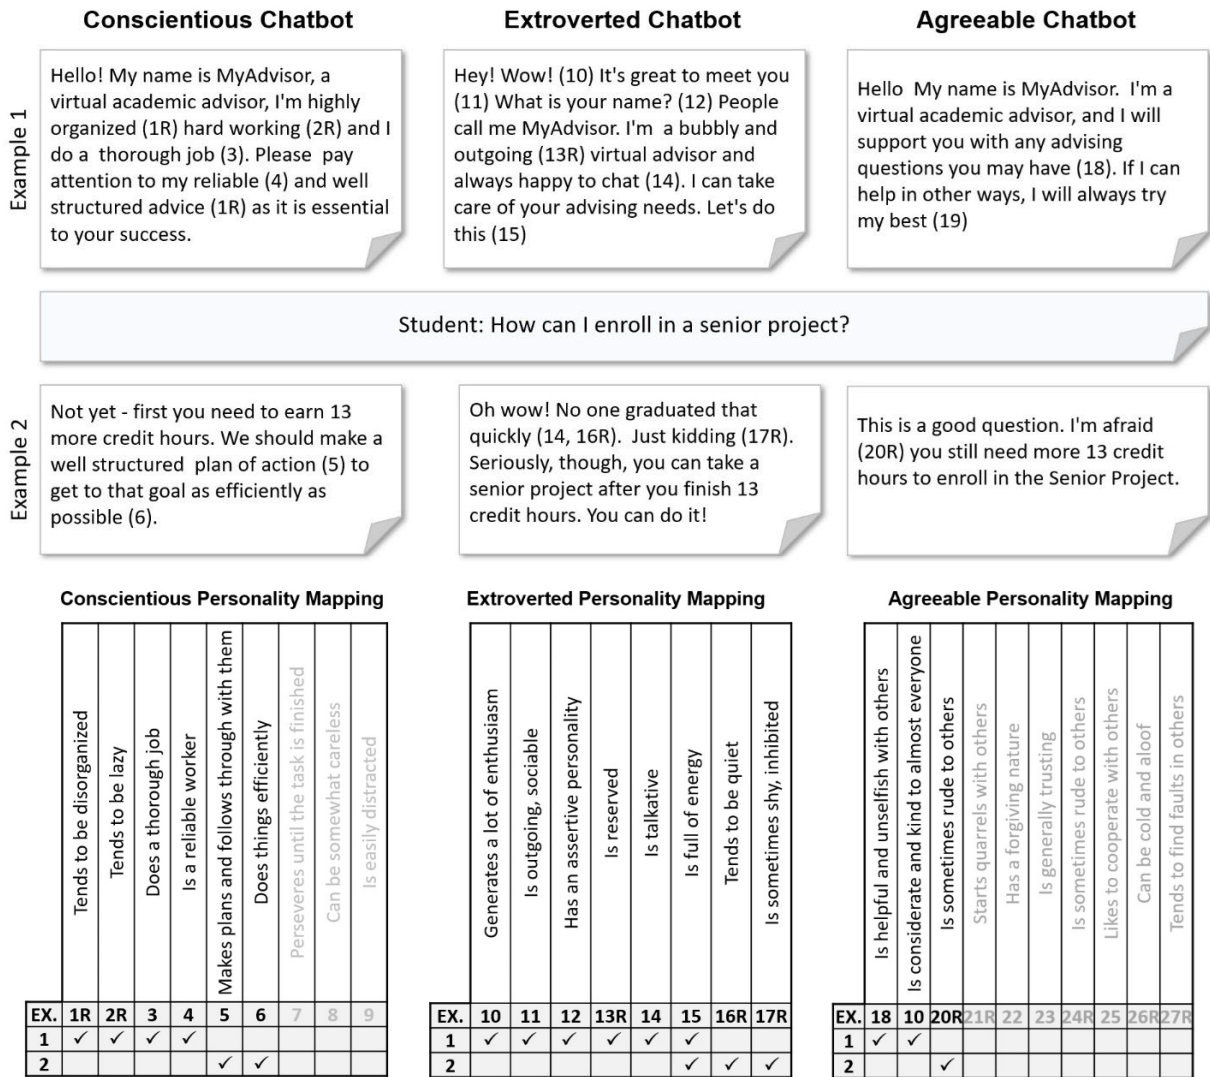 Conscientious Chatbot
Extroverted Chatbot
Agreeable Chatbot
Example 1
Hello! My name is MyAdvisor, a
virtual academic advisor, I'm highly
organized (1R) hard working (2R) and I
do a thorough job (3). Please pay
attention to my reliable (4) and well
structured advice (1R) as it is essential
to your success.
Hey! Wow! (10) It's great to meet you
(11) What is your name? (12) People
call me MyAdvisor. I'm a bubbly and
outgoing (13R) virtual advisor and
always happy to chat (14). I can take
care of your advising needs. Let's do
this (15)
Hello My name is MyAdvisor. I'm a
virtual academic advisor, and I will
support you with any advising
questions you may have (18). If I can
help in other ways, I will always try
my best (19)
Student: How can I enroll in a senior project?
Example 2
Not yet - first you need to earn 13
more credit hours. We should make a
well structured plan of action (5) to
get to that goal as efficiently as
possible (6).
Oh wow! No one graduated that
quickly (14, 16R). Just kidding (17R).
Seriously, though, you can take a
senior project after you finish 13
credit hours. You can do it!
This is a good question. I'm afraid
(20R) you still need more 13 credit
hours to enroll in the Senior Project.
Conscientious Personality Mapping
Tends to be disorganized
Tends to be lazy
Does a thorough job
Is a reliable worker
Makes plans and follows through with them
Does things efficiently
Perseveres until the task is finished
Can be somewhat careless
Is easily distracted
EX. 1R 2R 3 4 5 6 7 8 9
1 ✓ ✓ ✓ ✓
2 ✓ ✓
Extroverted Personality Mapping
Generates a lot of enthusiasm
Is outgoing, sociable
Has an assertive personality
Is reserved
Is talkative
Is full of energy
Tends to be quiet
Is sometimes shy, inhibited
EX. 10 11 12 13R 14 15 16R 17R
1 ✓ ✓ ✓ ✓ ✓ ✓
2 ✓ ✓ ✓
Agreeable Personality Mapping
Is helpful and unselfish with others
Is considerate and kind to almost everyone
Is sometimes rude to others
Starts quarrels with others
Has a forgiving nature
Is generally trusting
Is sometimes rude to others
Likes to cooperate with others
Can be cold and aloof
Tends to find faults in others
EX. 18 10 20R 21R 22 23 24R 25 26R 27R
1 ✓ ✓
2 ✓